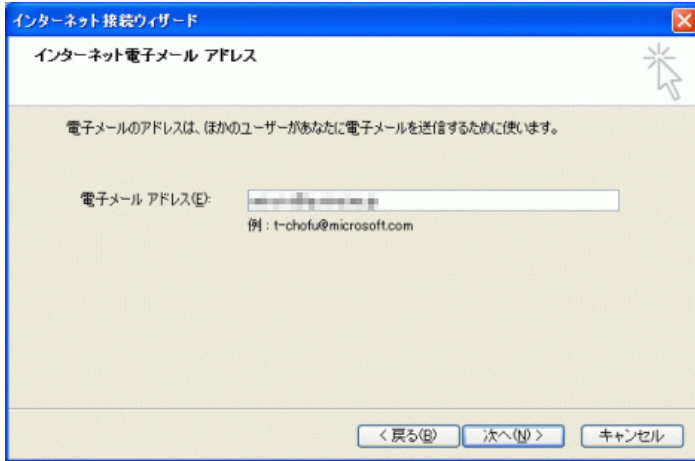 インターネット接続ウィザード
インターネット電子メール アドレス
電子メールのアドレスは、ほかのユーザーがあなたに電子メールを送信するために使います。
電子メール アドレス(E):
例 : t-chofu@microsoft.com
< 戻る(B) 次へ(N) > キャンセル